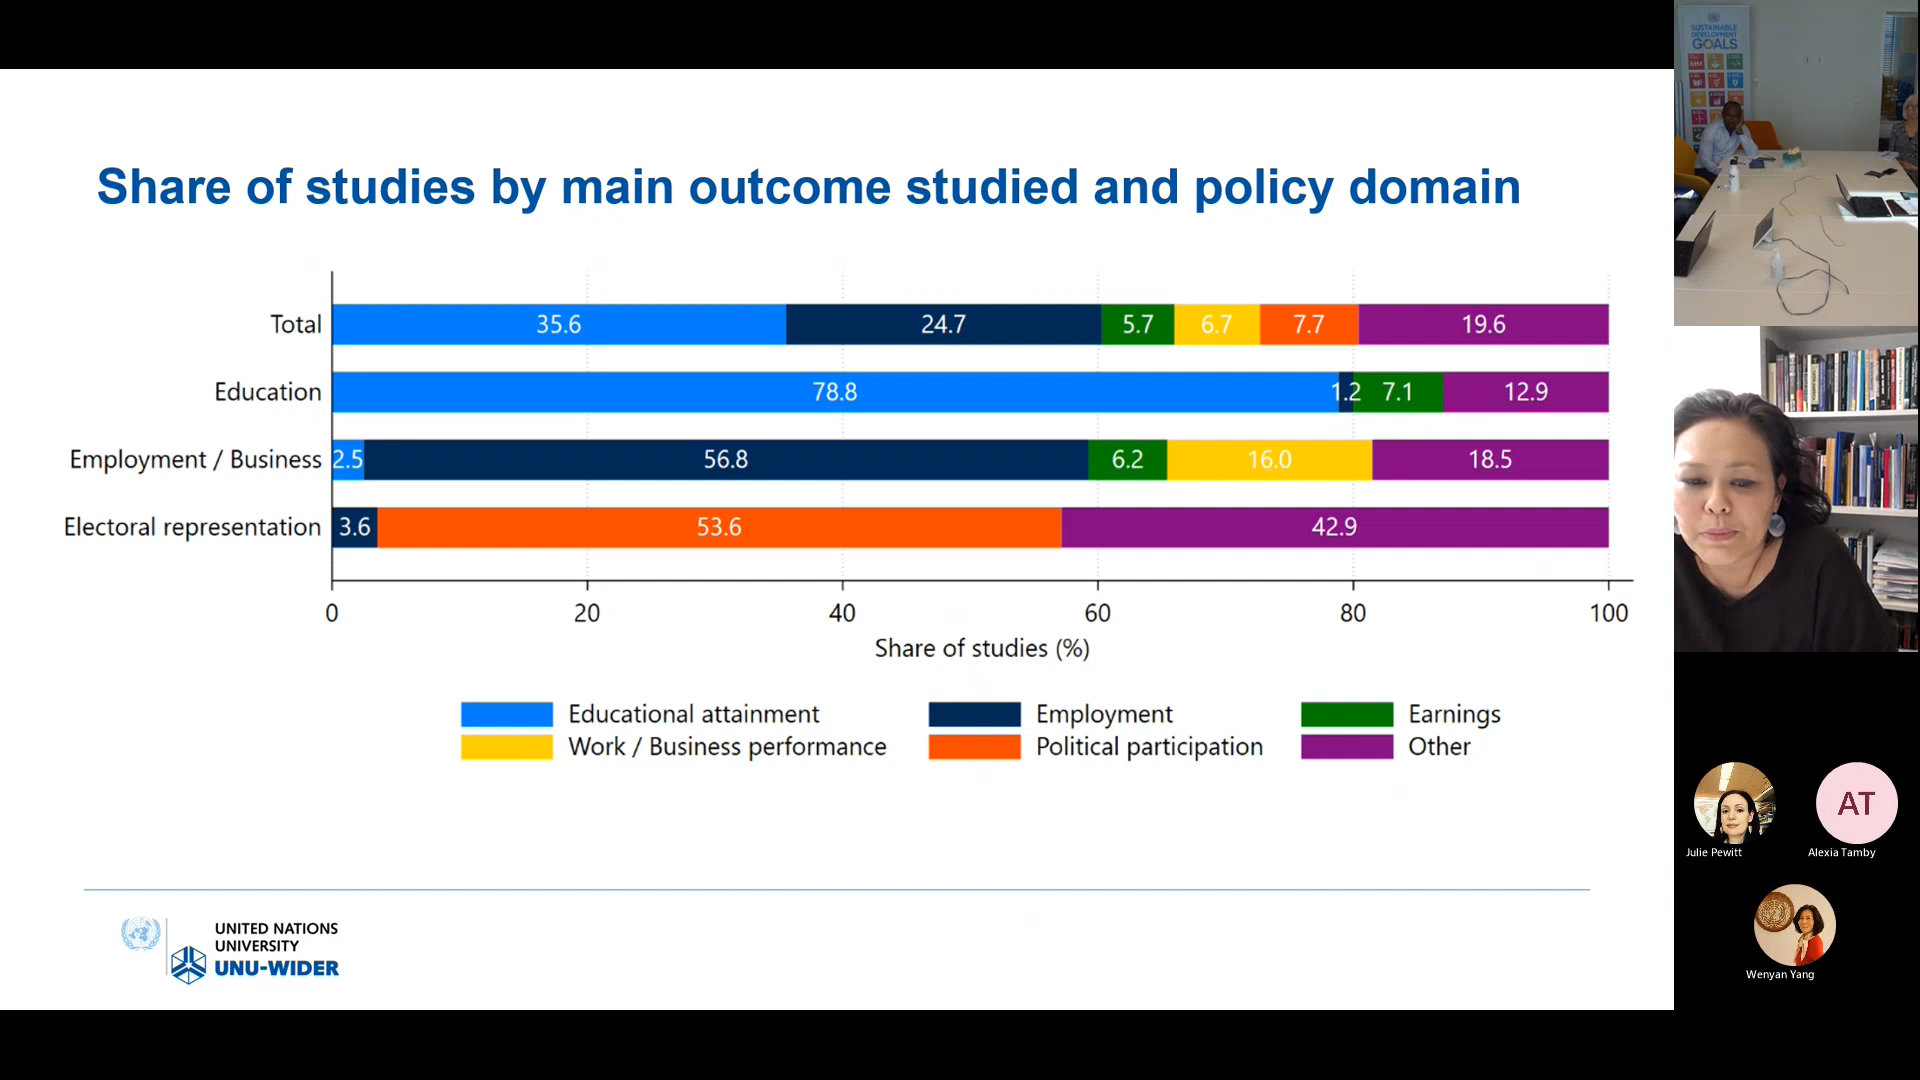 Share of studies by main outcome studied and policy domain
Total
35.6
24.7
5.7
6.7
7.7
19.6
Education
78.8
1.2
7.1
12.9
Employment / Business
2.5
56.8
6.2
16.0
18.5
Electoral representation
3.6
53.6
42.9
0
20
40
60
80
100
Share of studies (%)
Educational attainment
Employment
Earnings
Work / Business performance
Political participation
Other
UNITED NATIONS
UNIVERSITY
UNU-WIDER
SUSTAINABLE
DEVELOPMENT
GOALS
Julie Pewitt
AT
Alexia Tamby
Wenyan Yang